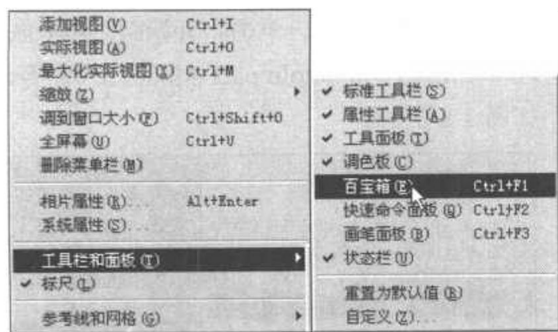 添加视图(V) Ctrl+I
实际视图(A) Ctrl+O
最大化实际视图(X) Ctrl+M
缩放(Z)
调到窗口大小(F) Ctrl+Shift+0
全屏幕(U) Ctrl+U
删除菜单栏(M)
相片属性(R)... Alt+Enter
系统属性(S)...
工具栏和面板(T)
✓ 标尺(L)
参考线和网格(G)
✓ 标准工具栏(S)
✓ 属性工具栏(A)
✓ 工具面板(T)
✓ 调色板(C)
百宝箱(E) Ctrl+F1
快速命令面板(Q) Ctrl+F2
画笔面板(B) Ctrl+F3
✓ 状态栏(U)
重置为默认值(R)
自定义(Z)...